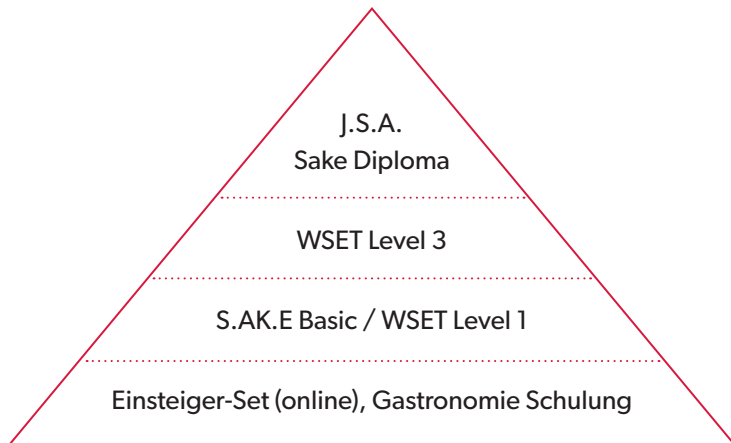 J.S.A.
Sake Diploma
WSET Level 3
S.AK.E Basic / WSET Level 1
Einsteiger-Set (online), Gastronomie Schulung